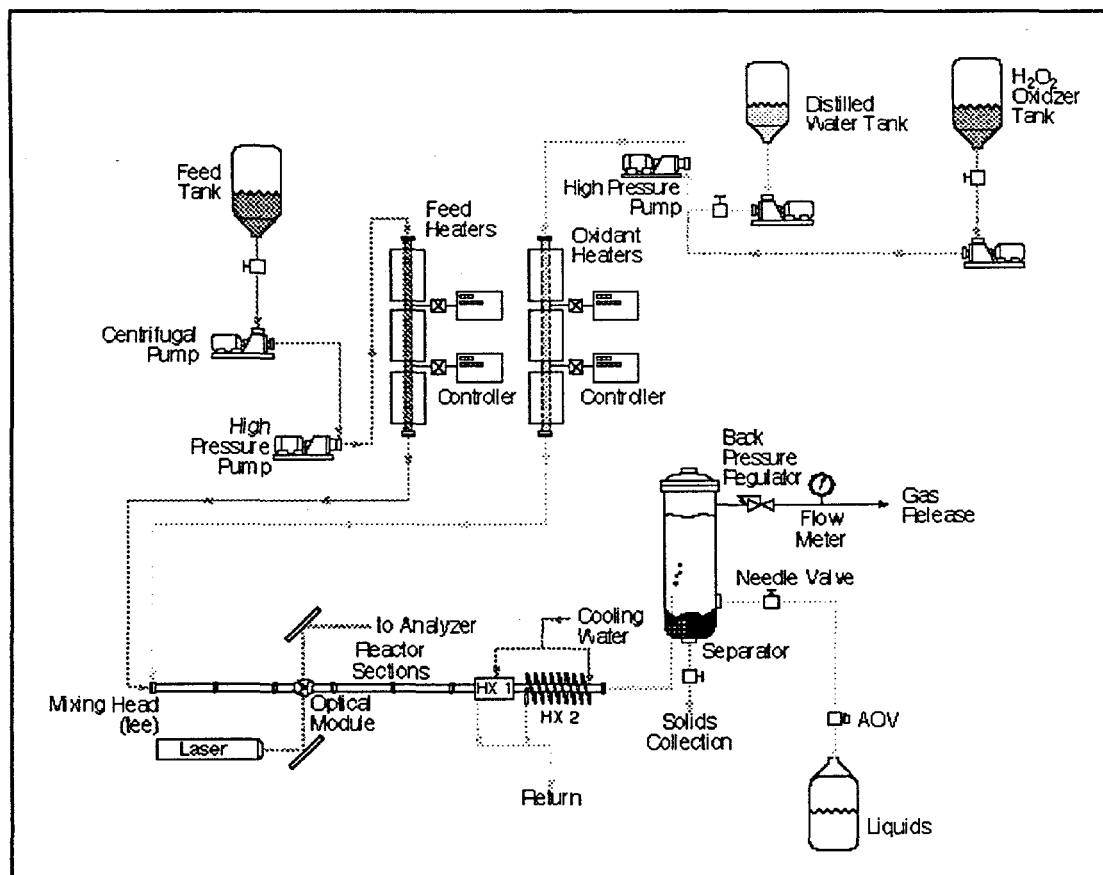 H₂O₂
Oxidzer
Tank
Distilled
Water Tank
Feed
Tank
High Pressure
Pump
Feed
Heaters
Oxidant
Heaters
Centrifugal
Pump
Controller
Controller
High
Pressure
Pump
Back
Pressure
Regulator
Gas
Release
Flow
Meter
Needle Valve
Cooling
Water
to Analyzer
Reactor
Sections
Separator
Mixing Head
(tee)
Optical
Module
HX 1
HX 2
Solids
Collection
AOV
Laser
Return
Liquids